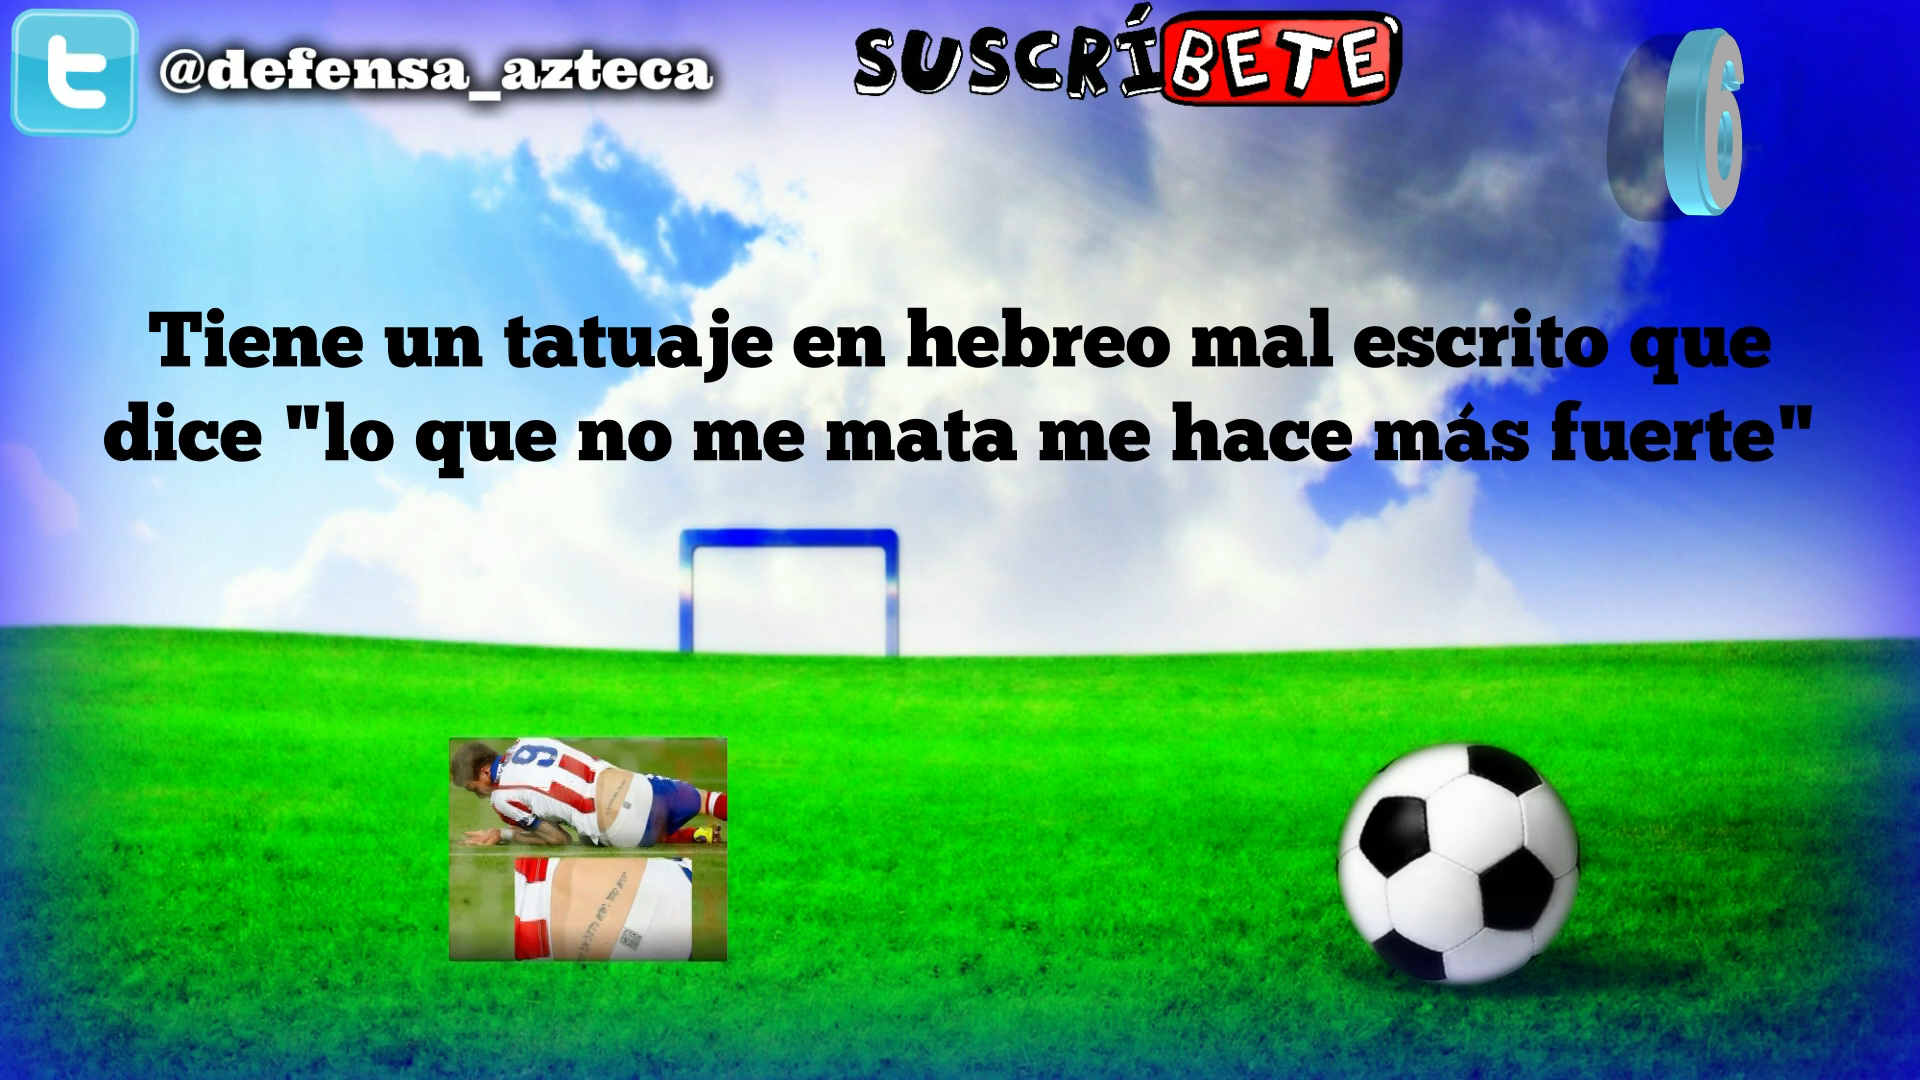 @defensa_azteca
SUSCRÍBETE
6
Tiene un tatuaje en hebreo mal escrito que
dice "lo que no me mata me hace más fuerte"
9